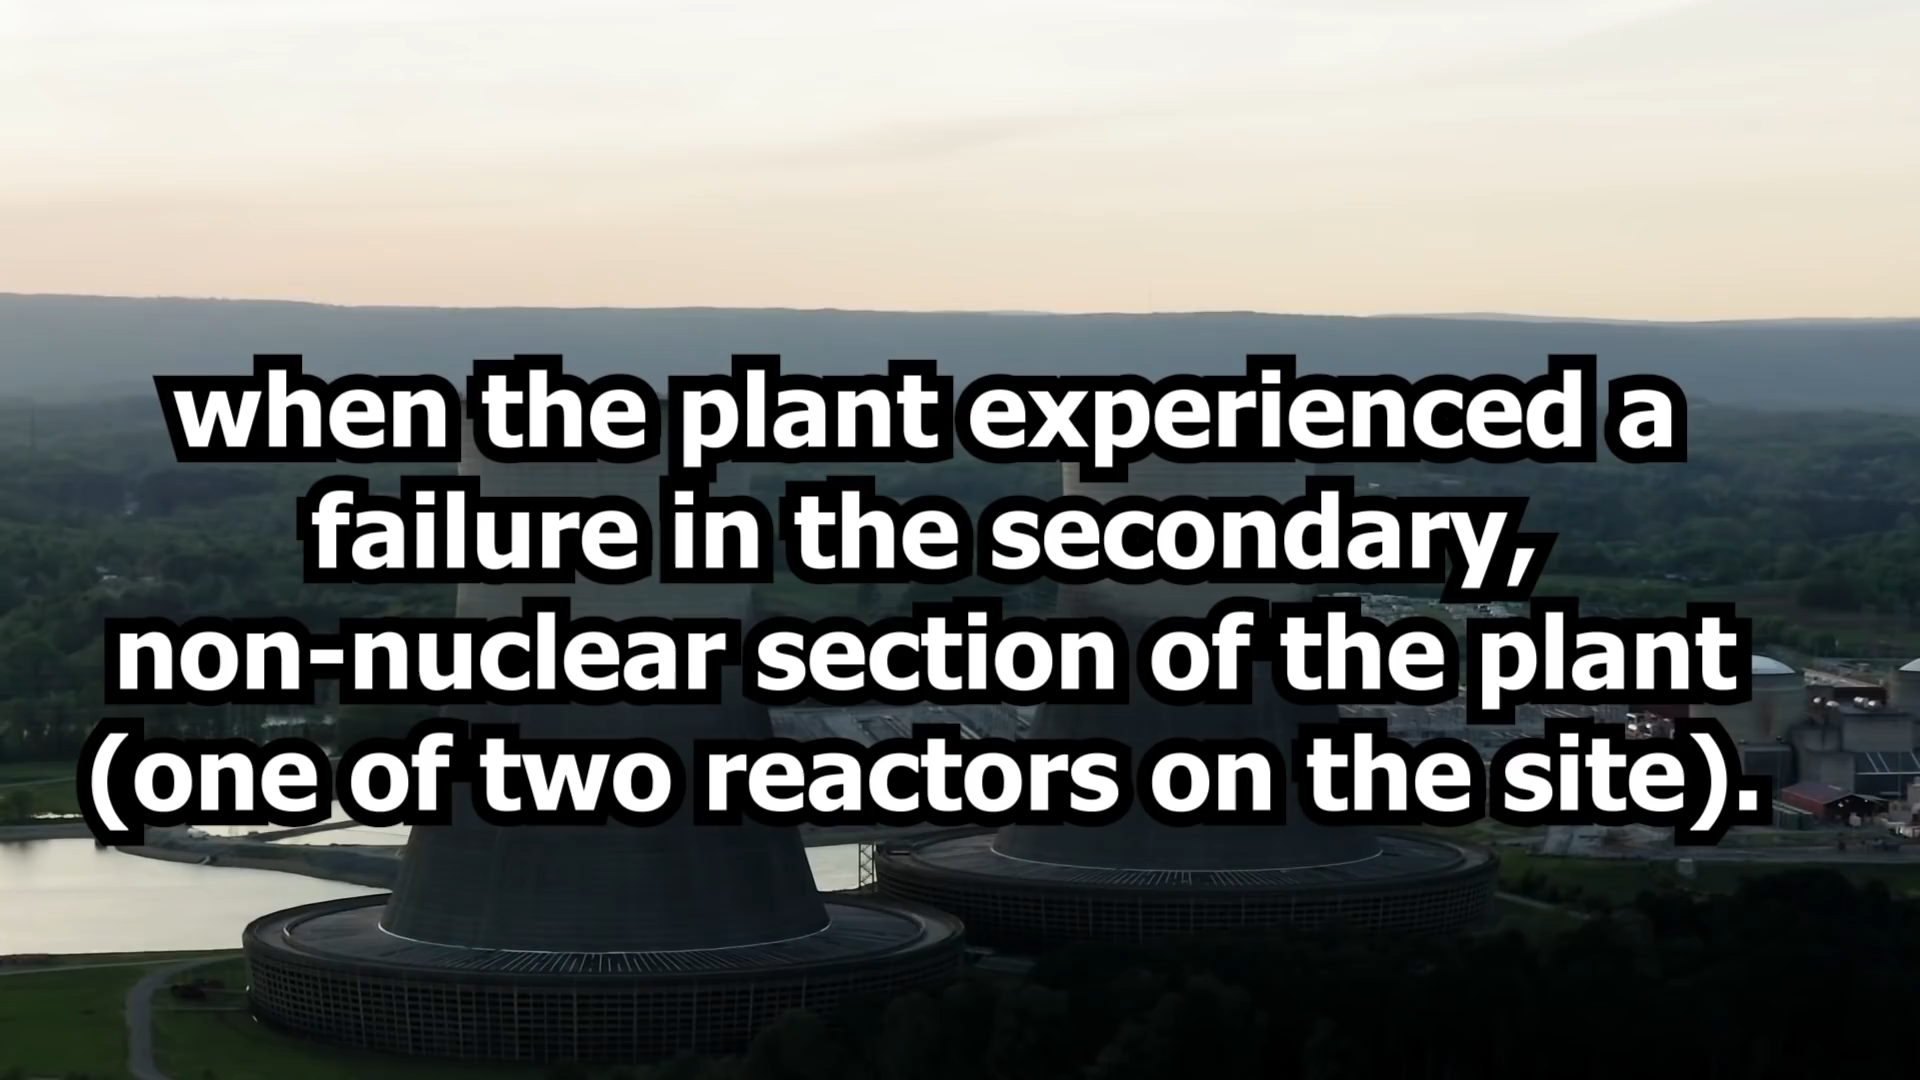 when the plant experienced a
failure in the secondary,
non-nuclear section of the plant
(one of two reactors on the site).